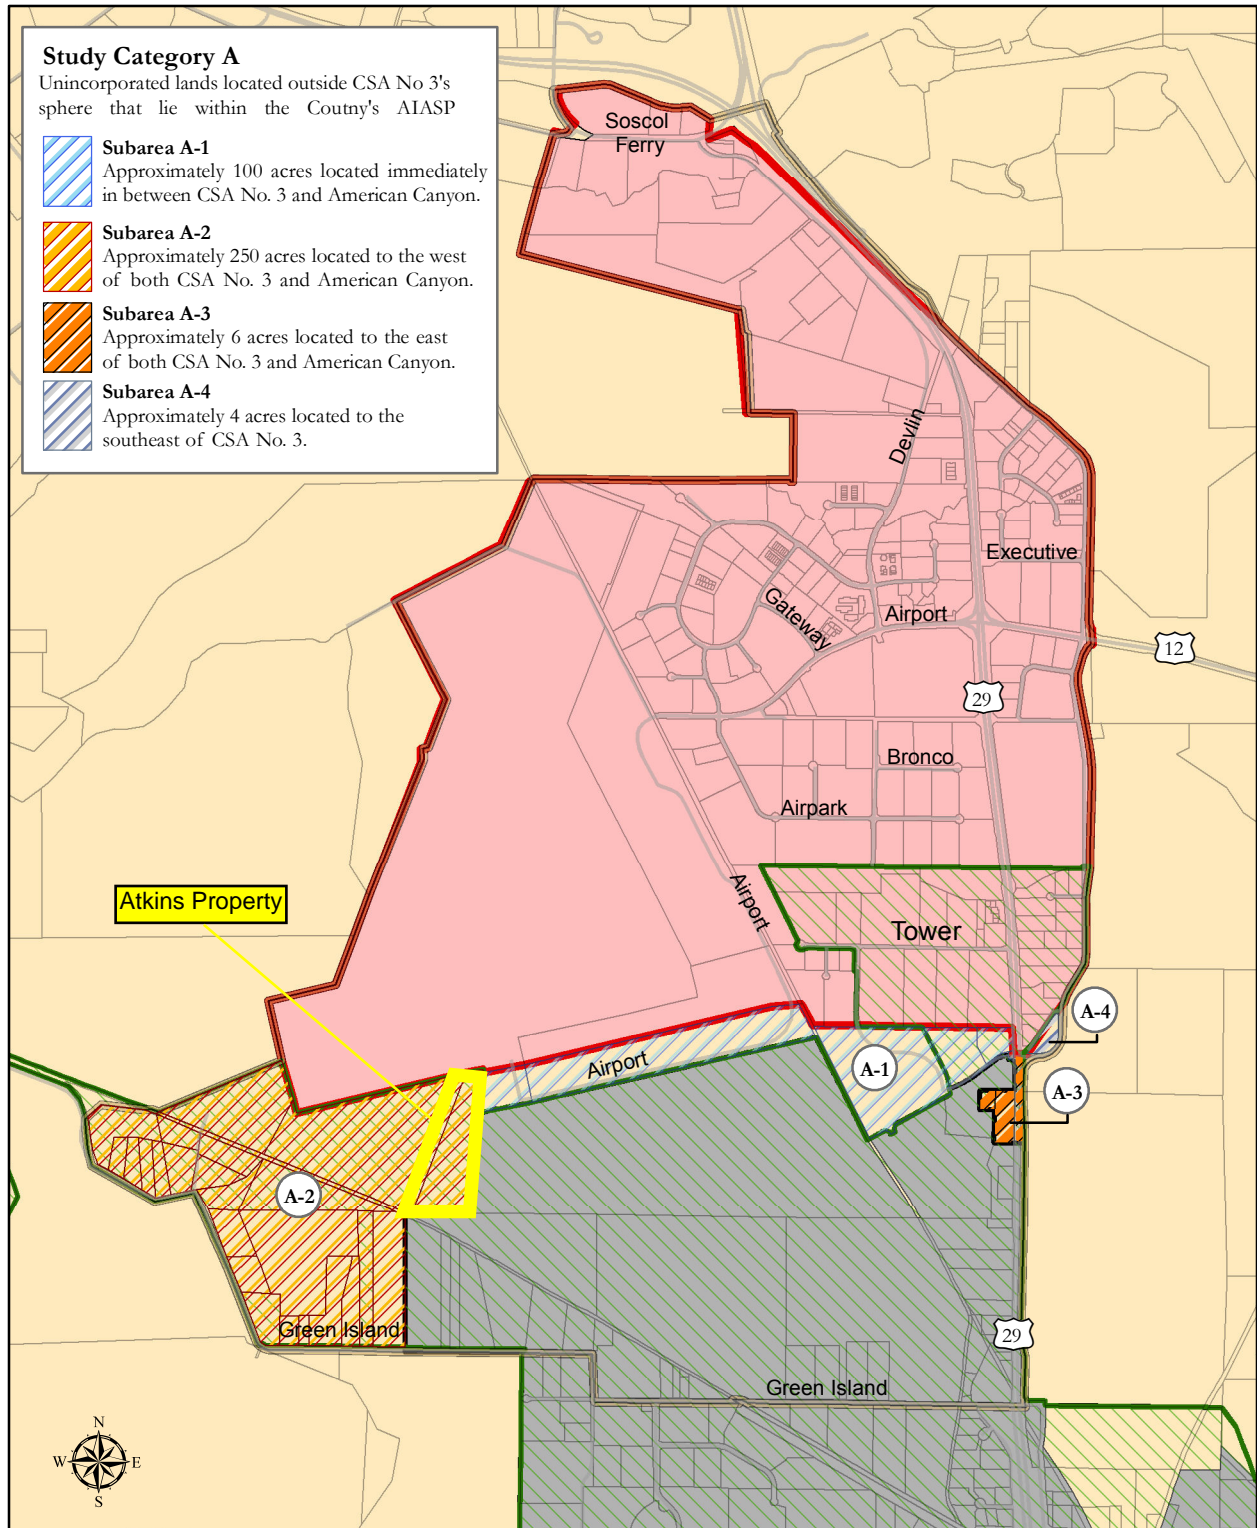 Study Category A
Unincorporated lands located outside CSA No 3's
sphere that lie within the Coutny's AIASP
Subarea A-1
Approximately 100 acres located immediately
in between CSA No. 3 and American Canyon.
Subarea A-2
Approximately 250 acres located to the west
of both CSA No. 3 and American Canyon.
Subarea A-3
Approximately 6 acres located to the east
of both CSA No. 3 and American Canyon.
Subarea A-4
Approximately 4 acres located to the
southeast of CSA No. 3.
Soscol
Ferry
Devlin
Executive
Gateway
Airport
12
29
Bronco
Airpark
Airport
Atkins Property
Tower
A-4
Airport
A-1
A-3
A-2
Green Island
29
Green Island
N
W
E
S